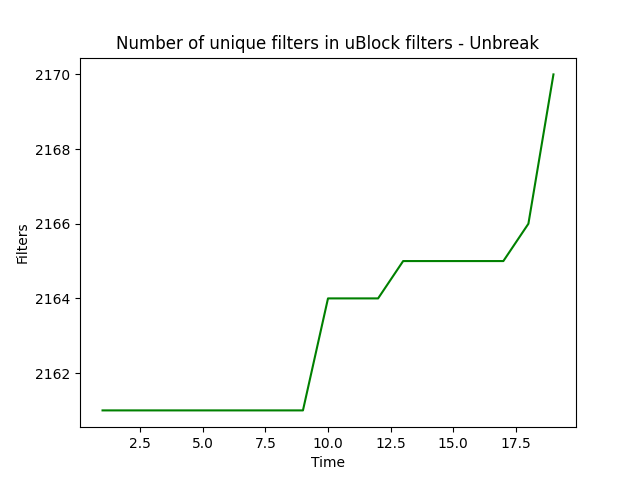 Number of unique filters in uBlock filters - Unbreak
2170
2168
2166
2164
2162
Filters
2.5 5.0 7.5 10.0 12.5 15.0 17.5
Time